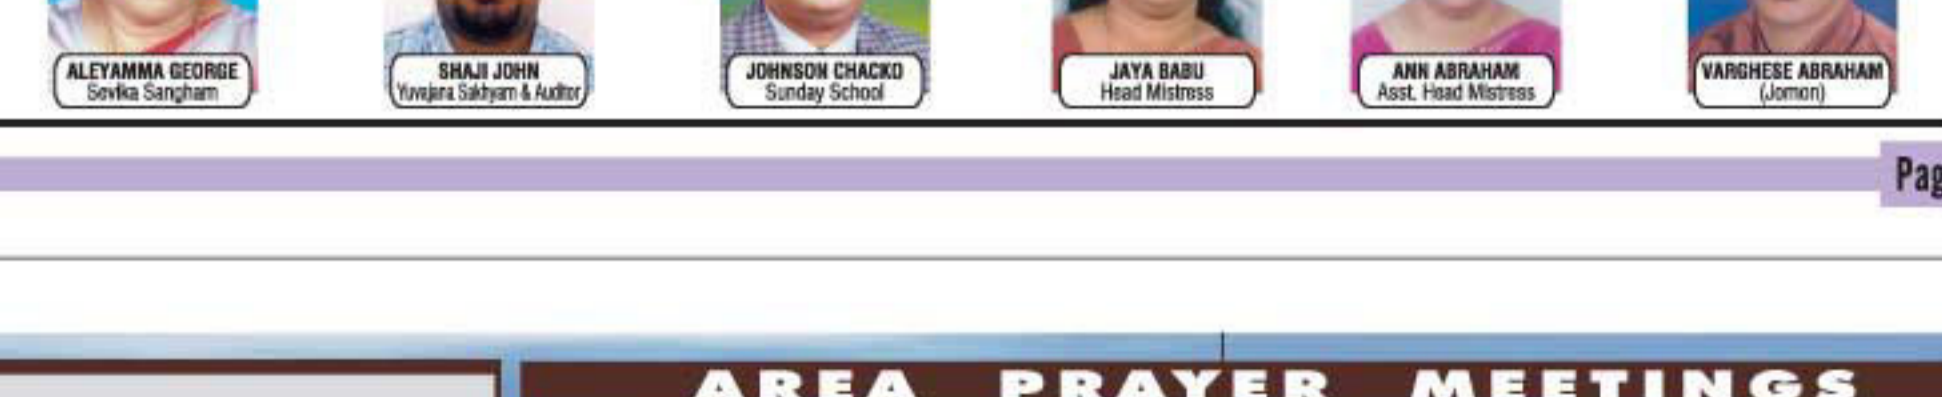 ALEYAMMA GEORGE
Sevika Sangham
SHAJI JOHN
Yuvajana Sakhyam & Auditor
JOHNSON CHACKO
Sunday School
JAYA BABU
Head Mistress
ANN ABRAHAM
Asst. Head Mistress
VARGHESE ABRAHAM
(Jomon)
Pag
AREA PRAYER MEETINGS